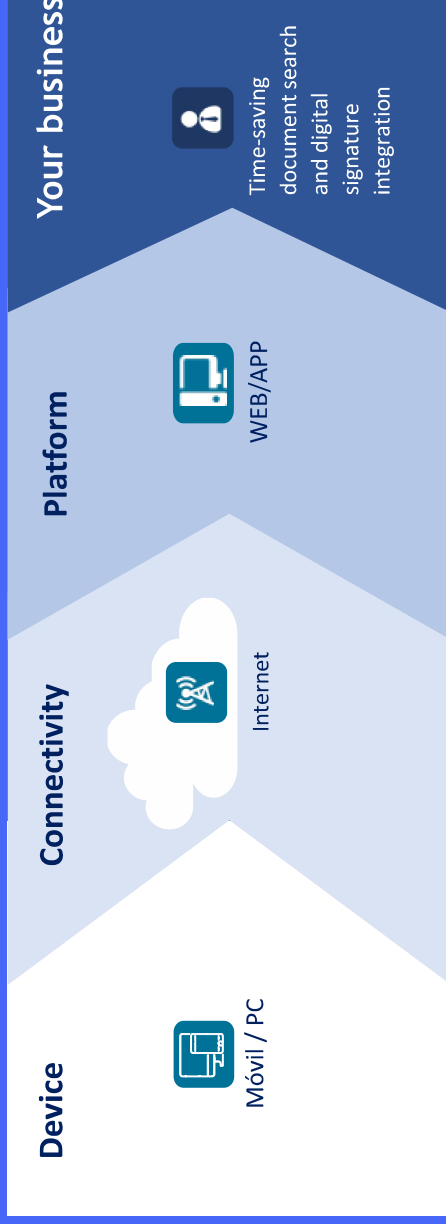 Device
Móvil / PC
Connectivity
Internet
Platform
WEB/APP
Your business
Time-saving
document search
and digital
signature
integration